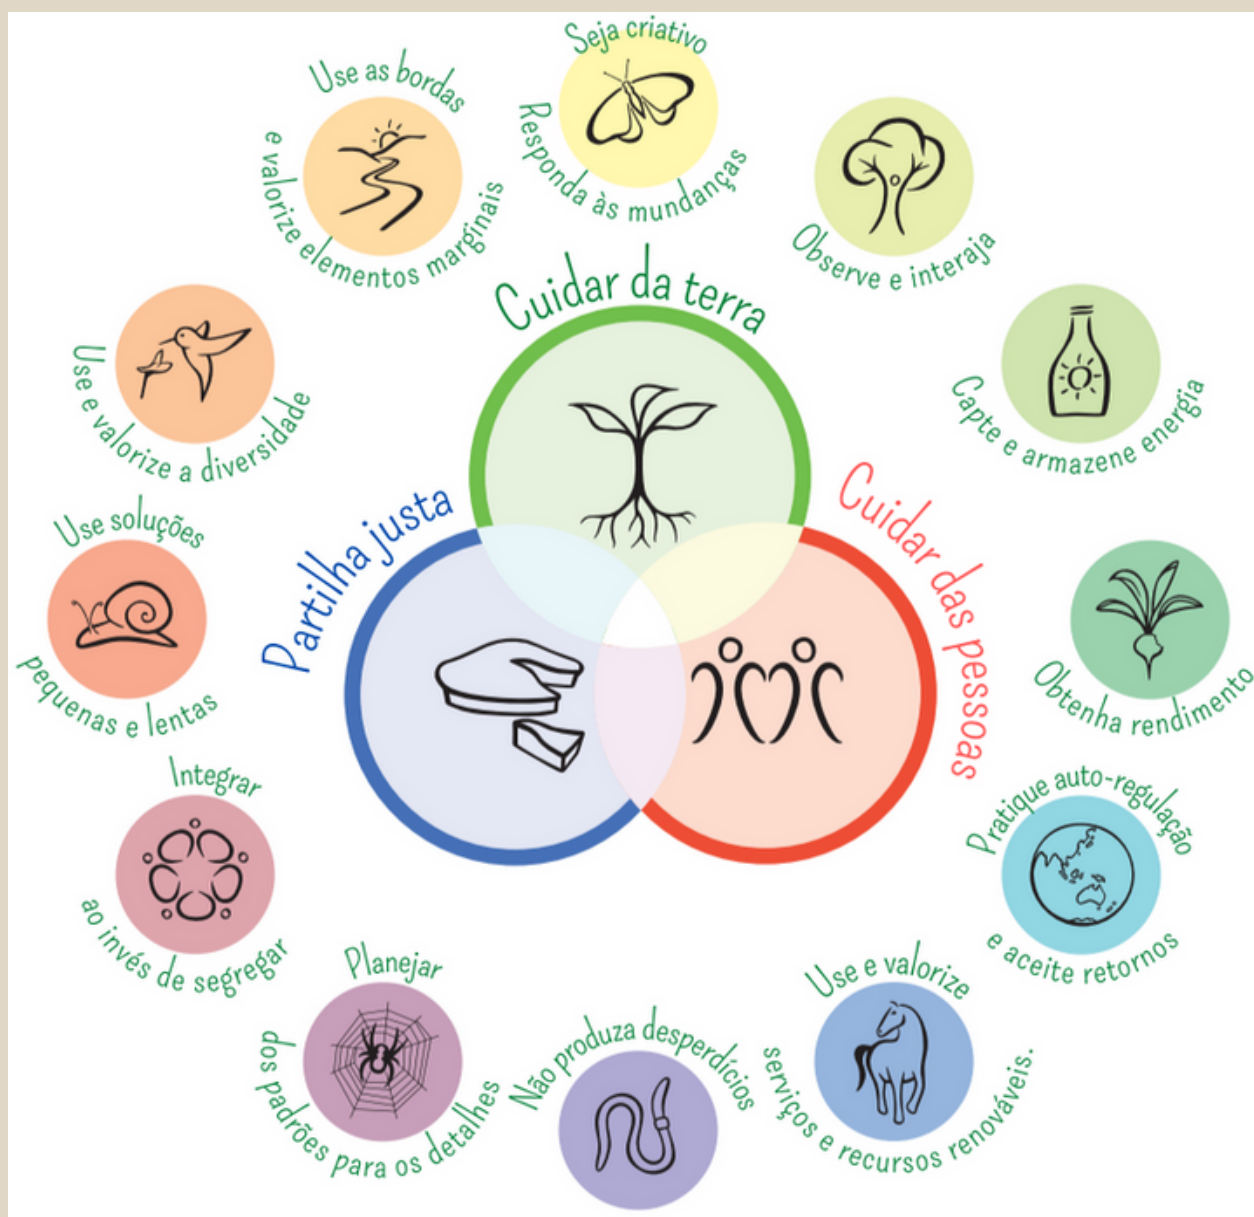 Seja criativo
Responda às mundanças
Observe e interaja
Capte e armazene energia
Obtenha rendimento
Pratique auto-regulação
e aceite retornos
Use e valorize
serviços e recursos renováveis.
Não produza desperdícios
Planejar
dos padrões para os detalhes
Integrar
ao invés de segregar
Use soluções
pequenas e lentas
Use e valorize a diversidade
Use as bordas
e valorize elementos marginais
Cuidar da terra
Cuidar das pessoas
Partilha justa